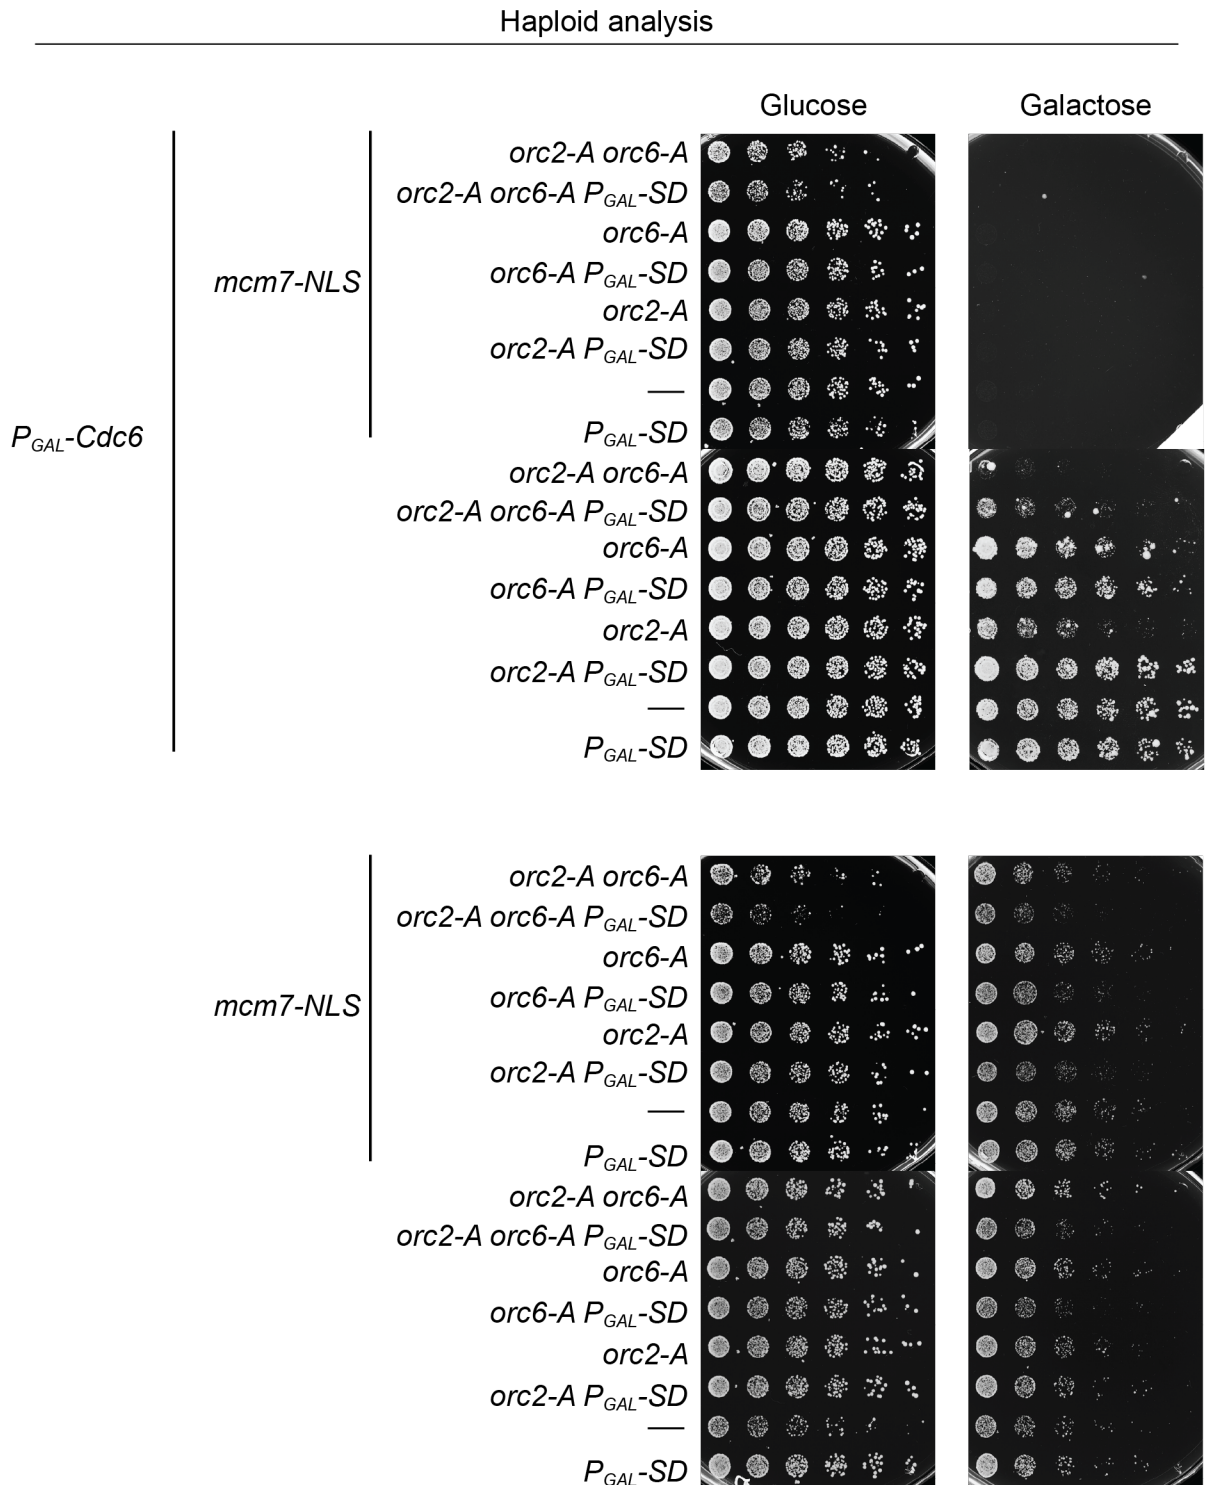 Haploid analysis
Glucose Galactose
orc2-A orc6-A
orc2-A orc6-A PGAL-SD
orc6-A
mcm7-NLS
orc6-A PGAL-SD
orc2-A
orc2-A PGAL-SD
—
PGAL-Cdc6
PGAL-SD
orc2-A orc6-A
orc2-A orc6-A PGAL-SD
orc6-A
orc6-A PGAL-SD
orc2-A
orc2-A PGAL-SD
—
PGAL-SD
orc2-A orc6-A
orc2-A orc6-A PGAL-SD
orc6-A
orc6-A PGAL-SD
mcm7-NLS
orc2-A
orc2-A PGAL-SD
—
PGAL-SD
orc2-A orc6-A
orc2-A orc6-A PGAL-SD
orc6-A
orc6-A PGAL-SD
orc2-A
orc2-A PGAL-SD
—
PGAL-SD